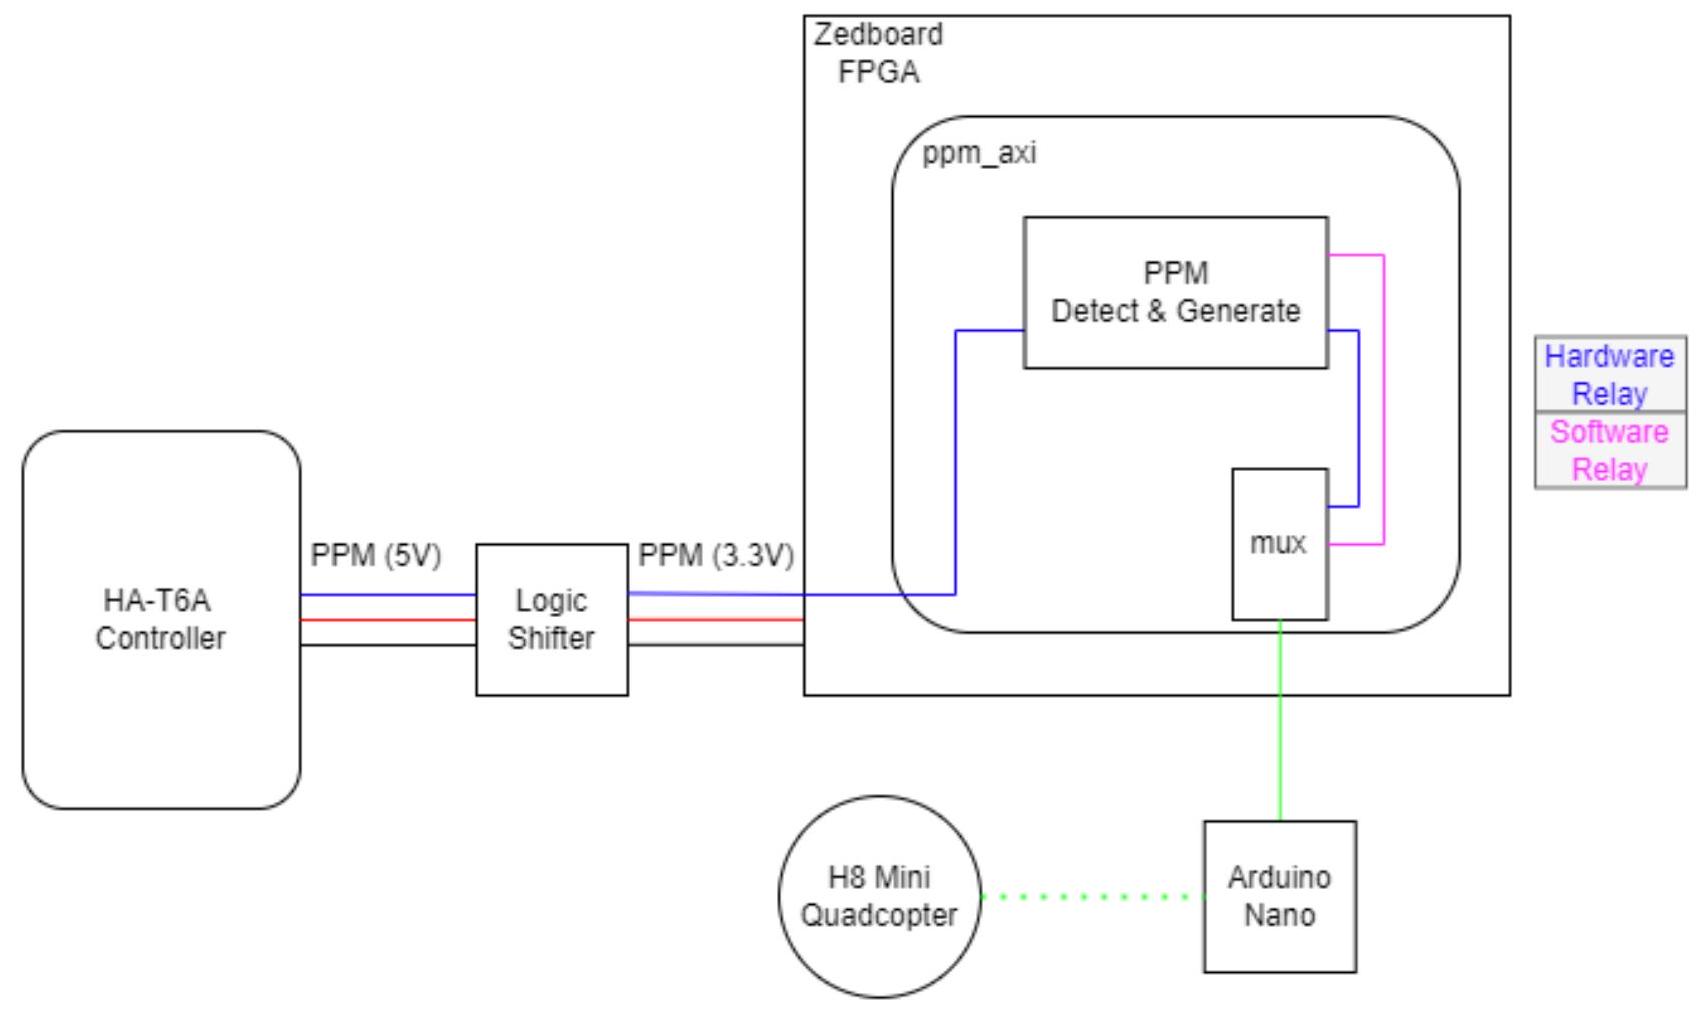 Zedboard
FPGA
ppm_axi
PPM
Detect & Generate
Hardware
Relay
Software
Relay
mux
PPM (5V)
PPM (3.3V)
HA-T6A
Controller
Logic
Shifter
H8 Mini
Quadcopter
Arduino
Nano